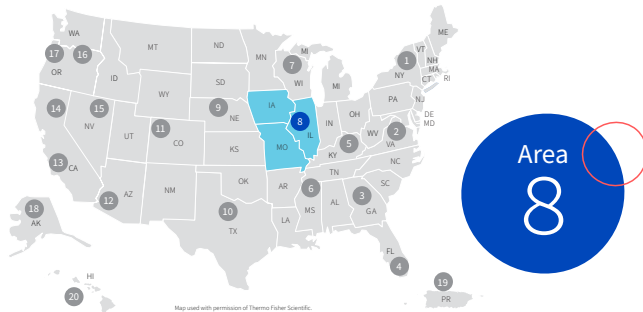 ME
WA
VT
MT
ND
MN
MI
1
NH
17
16
7
MA
OR
ID
SD
WI
NY
CT
RI
WY
MI
14
15
9
IA
PA
NJ
NE
8
OH
DE
NV
IL
IN
MD
UT
11
CO
WV
2
5
VA
KS
MO
KY
13
CA
NC
TN
12
AZ
OK
AR
6
SC
NM
3
18
10
MS
AL
GA
AK
TX
LA
FL
4
HI
19
20
PR
Map used with permission of Thermo Fisher Scientific.
Area
8